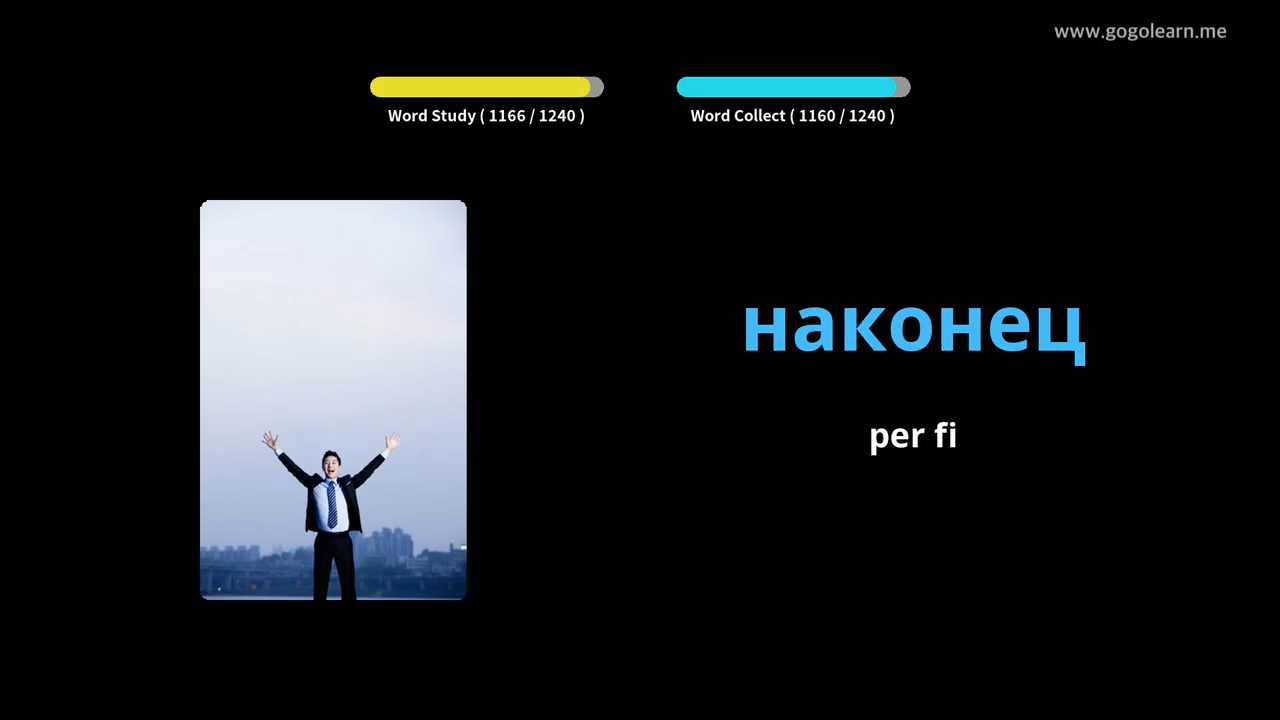 www.gogolearn.me
Word Study ( 1166 / 1240 )
Word Collect ( 1160 / 1240 )
наконец
per fi